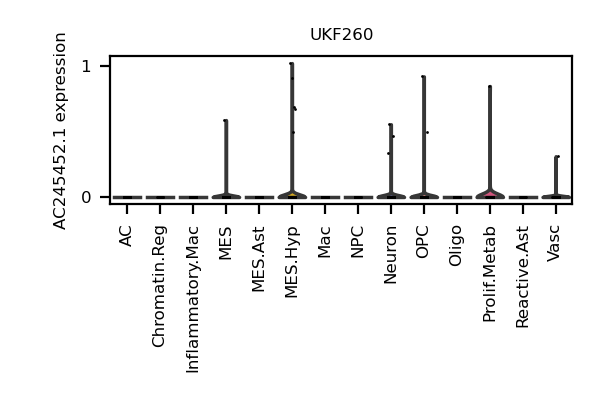 UKF260
AC245452.1 expression
1
0
AC
Chromatin.Reg
Inflammatory.Mac
MES
MES.Ast
MES.Hyp
Mac
NPC
Neuron
OPC
Oligo
Prolif.Metab
Reactive.Ast
Vasc